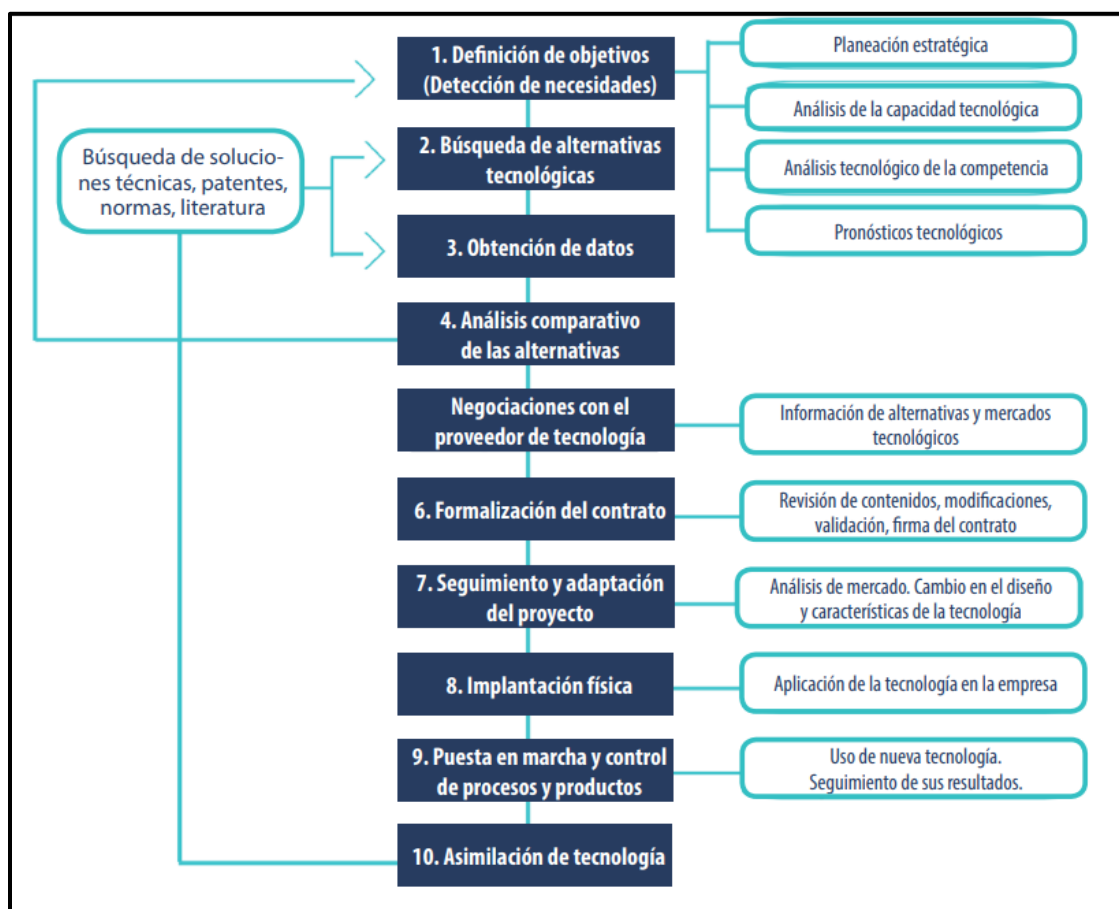 1. Definición de objetivos
(Detección de necesidades)
Planeación estratégica
Análisis de la capacidad tecnológica
Análisis tecnológico de la competencia
Pronósticos tecnológicos
Búsqueda de solucio-
nes técnicas, patentes,
normas, literatura
2. Búsqueda de alternativas
tecnológicas
3. Obtención de datos
4. Análisis comparativo
de las alternativas
Negociaciones con el
proveedor de tecnología
Información de alternativas y mercados
tecnológicos
6. Formalización del contrato
Revisión de contenidos, modificaciones,
validación, firma del contrato
7. Seguimiento y adaptación
del proyecto
Análisis de mercado. Cambio en el diseño
y características de la tecnología
8. Implantación física
Aplicación de la tecnología en la empresa
9. Puesta en marcha y control
de procesos y productos
Uso de nueva tecnología.
Seguimiento de sus resultados.
10. Asimilación de tecnología